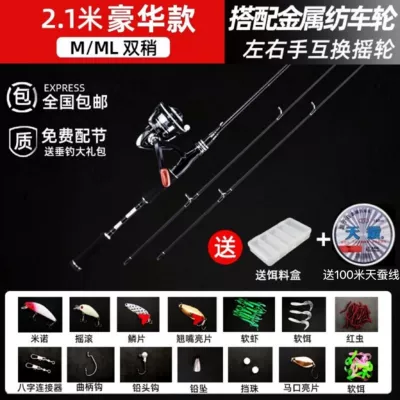 2.1米豪华款
M/ML 双稍
搭配金属纺车轮
左右手互换摇轮
包
EXPRESS
全国包邮
质
免费配节
送垂钓大礼包
送
送饵料盒
+
天蚕
送100米天蚕线
米诺 摇滚 鳞片 翘嘴亮片 软虾 软饵 红虫
八字连接器 曲柄钩 铅头钩 铅坠 挡珠 马口亮片 软饵